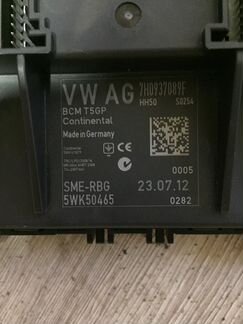 VW AG 7H0937089F
HH50 S0254
BCM T5GP
Continental
Made in Germany
0005
SME-RBG 23.07.12
5WK50465 0282